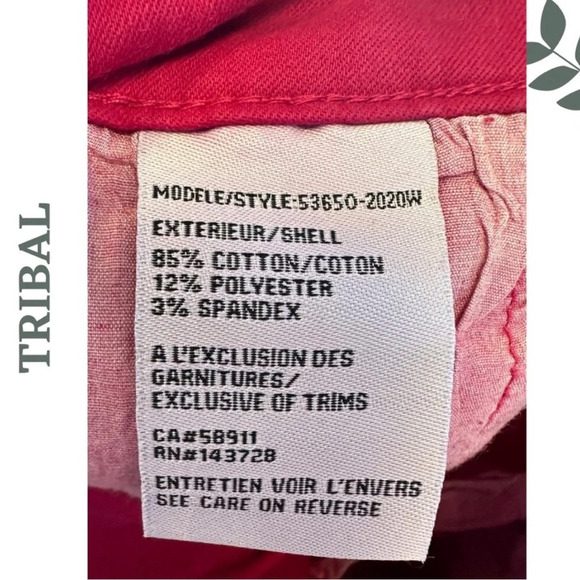 TRIBAL
MODELE/STYLE:53650-2020W
EXTERIEUR/SHELL
85% COTTON/COTON
12% POLYESTER
3% SPANDEX
A L'EXCLUSION DES
GARNITURES/
EXCLUSIVE OF TRIMS
CA#58911
RN#143728
ENTRETIEN VOIR L'ENVERS
SEE CARE ON REVERSE